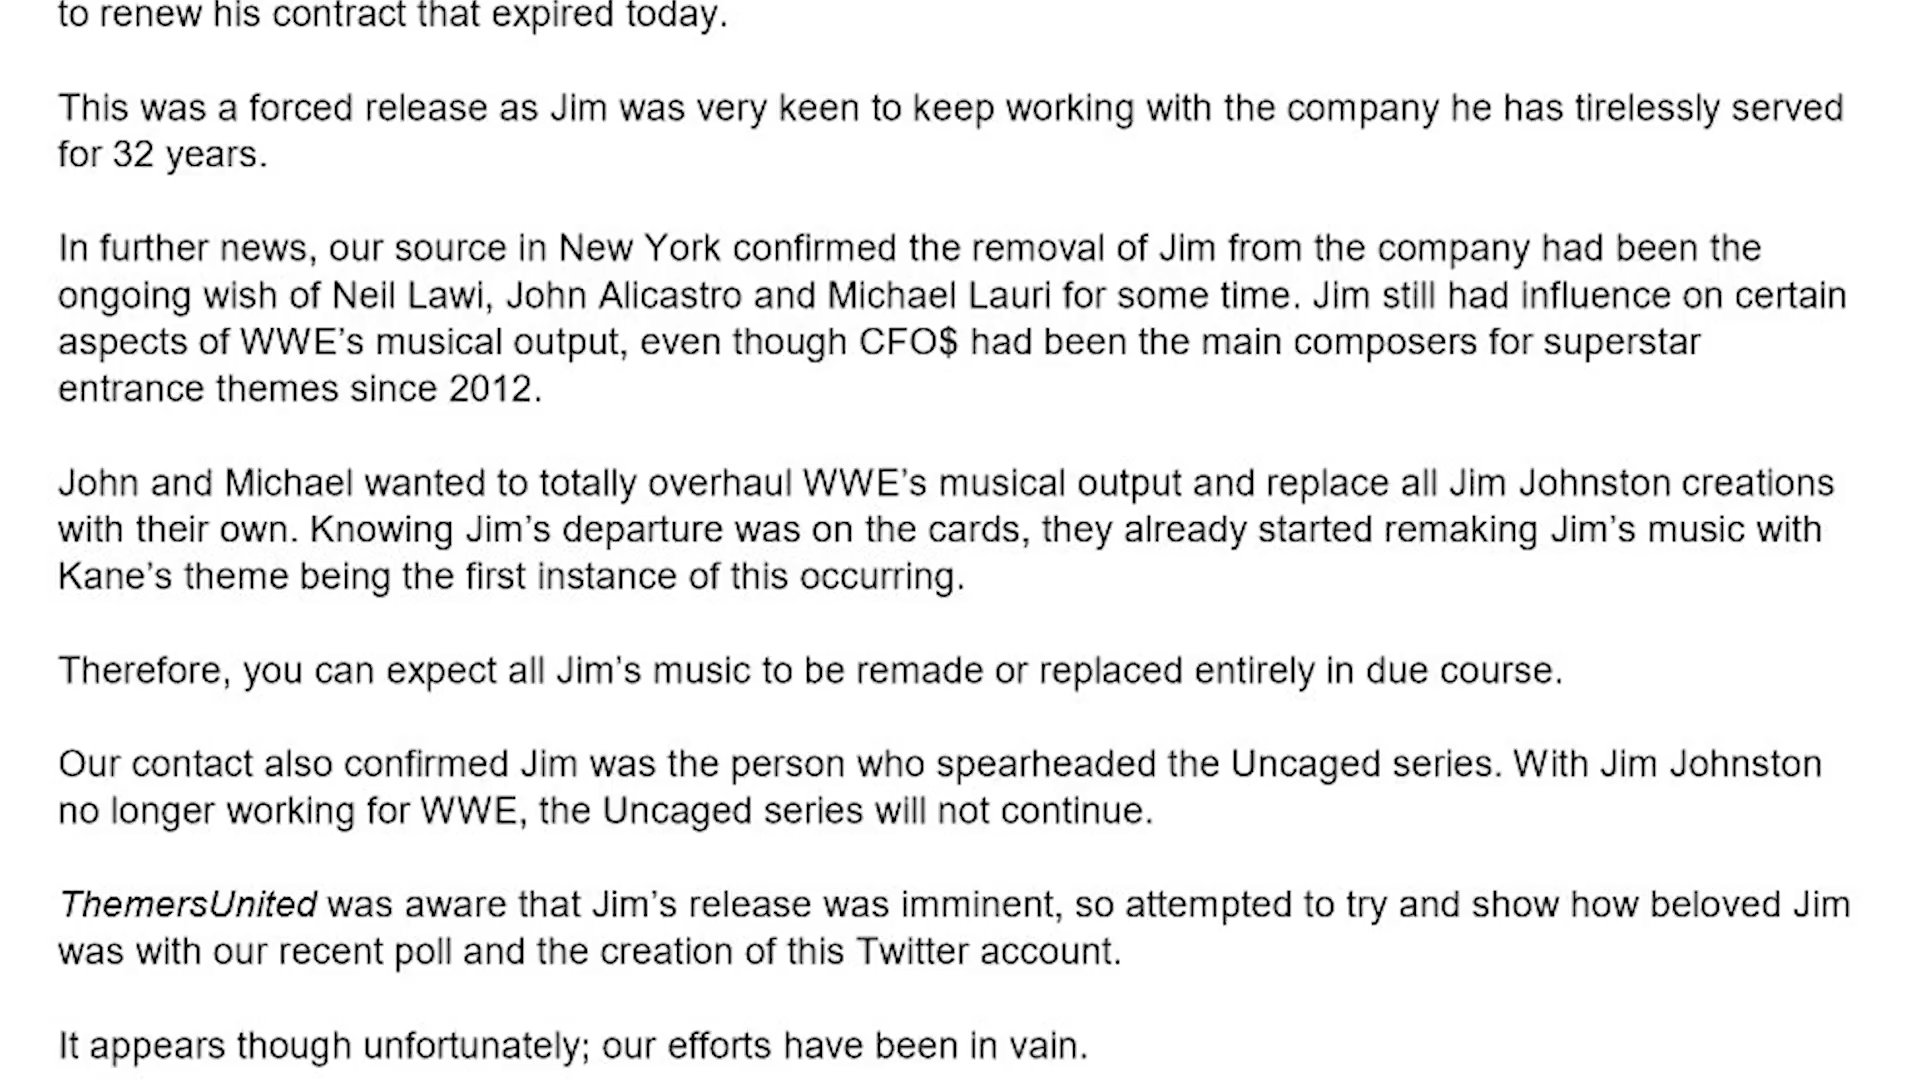 to renew his contract that expired today.
This was a forced release as Jim was very keen to keep working with the company he has tirelessly served
for 32 years.
In further news, our source in New York confirmed the removal of Jim from the company had been the
ongoing wish of Neil Lawi, John Alicastro and Michael Lauri for some time. Jim still had influence on certain
aspects of WWE’s musical output, even though CFO$ had been the main composers for superstar
entrance themes since 2012.
John and Michael wanted to totally overhaul WWE’s musical output and replace all Jim Johnston creations
with their own. Knowing Jim’s departure was on the cards, they already started remaking Jim’s music with
Kane’s theme being the first instance of this occurring.
Therefore, you can expect all Jim’s music to be remade or replaced entirely in due course.
Our contact also confirmed Jim was the person who spearheaded the Uncaged series. With Jim Johnston
no longer working for WWE, the Uncaged series will not continue.
ThemersUnited was aware that Jim’s release was imminent, so attempted to try and show how beloved Jim
was with our recent poll and the creation of this Twitter account.
It appears though unfortunately; our efforts have been in vain.